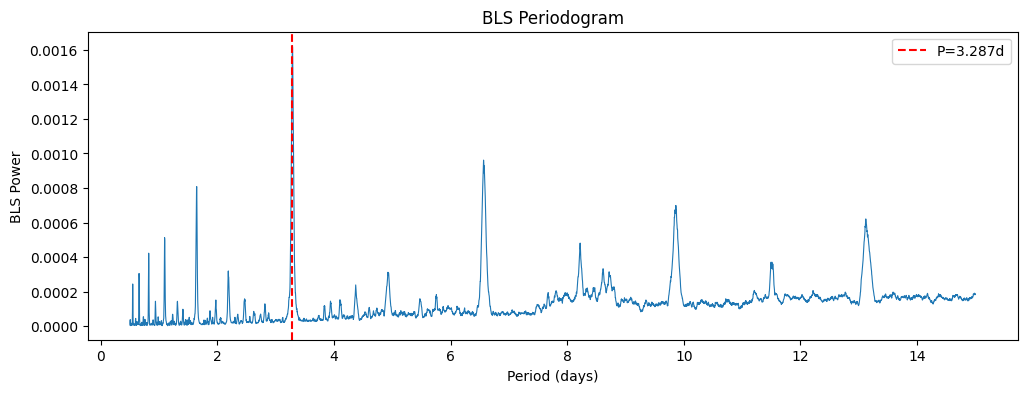 BLS Periodogram
P=3.287d
BLS Power
0.0016
0.0014
0.0012
0.0010
0.0008
0.0006
0.0004
0.0002
0.0000
0 2 4 6 8 10 12 14
Period (days)